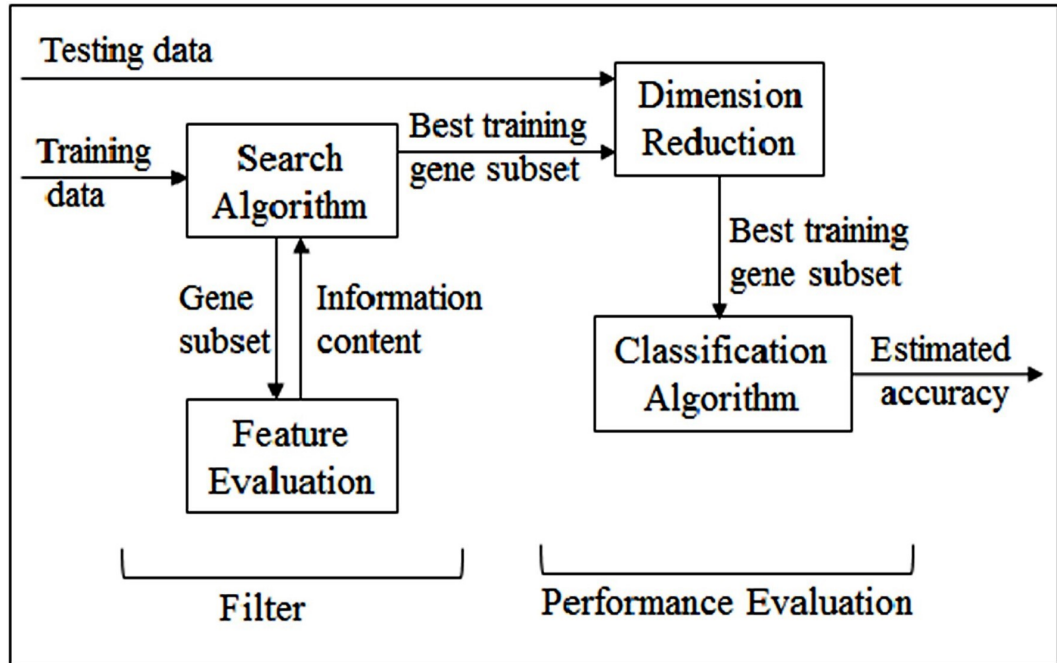 Testing data
Training
data
Search
Algorithm
Best training
gene subset
Dimension
Reduction
Gene
subset
Information
content
Best training
gene subset
Feature
Evaluation
Classification
Algorithm
Estimated
accuracy
Filter
Performance Evaluation